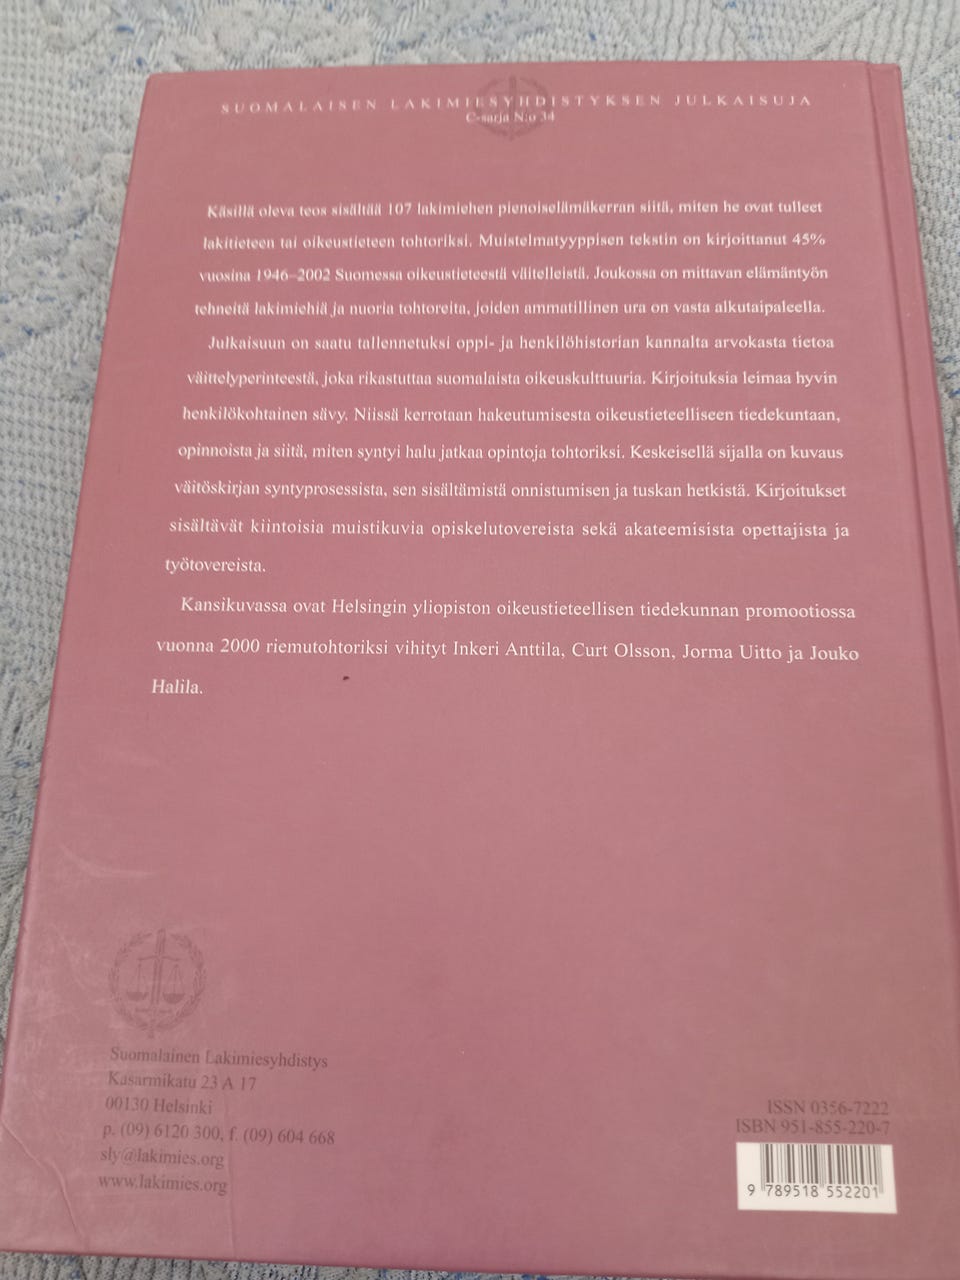 SUOMALAISEN LAKIMIESYHDISTYKSEN JULKAISUJA
C-sarja N:o 34
Käsillä oleva teos sisältää 107 lakimiehen pienoiselämäkerran siitä, miten he ovat tulleet
lakitieteen tai oikeustieteen tohtoriksi. Muistelmatyyppisen tekstin on kirjoittanut 45%
vuosina 1946–2002 Suomessa oikeustieteestä väitelleistä. Joukossa on mittavan elämäntyön
tehneitä lakimiehiä ja nuoria tohtoreita, joiden ammatillinen ura on vasta alkutaipaleella.
Julkaisuun on saatu tallennetuksi oppi- ja henkilöhistorian kannalta arvokasta tietoa
väittelyperinteestä, joka rikastuttaa suomalaista oikeuskulttuuria. Kirjoituksia leimaa hyvin
henkilökohtainen sävy. Niissä kerrotaan hakeutumisesta oikeustieteelliseen tiedekuntaan,
opinnoista ja siitä, miten syntyi halu jatkaa opintoja tohtoriksi. Keskeisellä sijalla on kuvaus
väitöskirjan syntyprosessista, sen sisältämistä onnistumisen ja tuskan hetkistä. Kirjoitukset
sisältävät kiintoisia muistikuvia opiskelutovereista sekä akateemisista opettajista ja
työtovereista.
Kansikuvassa ovat Helsingin yliopiston oikeustieteellisen tiedekunnan promootiossa
vuonna 2000 riemutohtoriksi vihityt Inkeri Anttila, Curt Olsson, Jorma Uitto ja Jouko
Halila.
Suomalainen Lakimiesyhdistys
Kasarmikatu 23 A 17
00130 Helsinki
p. (09) 6120 300, f. (09) 604 668
sly@lakimies.org
www.lakimies.org
ISSN 0356-7222
ISBN 951-855-220-7
9 789518 552201